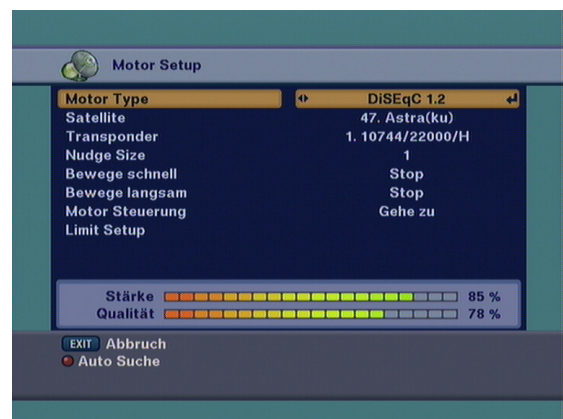 Motor Setup
Motor Type DiSEqC 1.2
Satellite 47. Astra(ku)
Transponder 1. 10744/22000/H
Nudge Size 1
Bewege schnell Stop
Bewege langsam Stop
Motor Steuerung Gehe zu
Limit Setup
Stärke 85 %
Qualität 78 %
EXIT Abbruch
Auto Suche